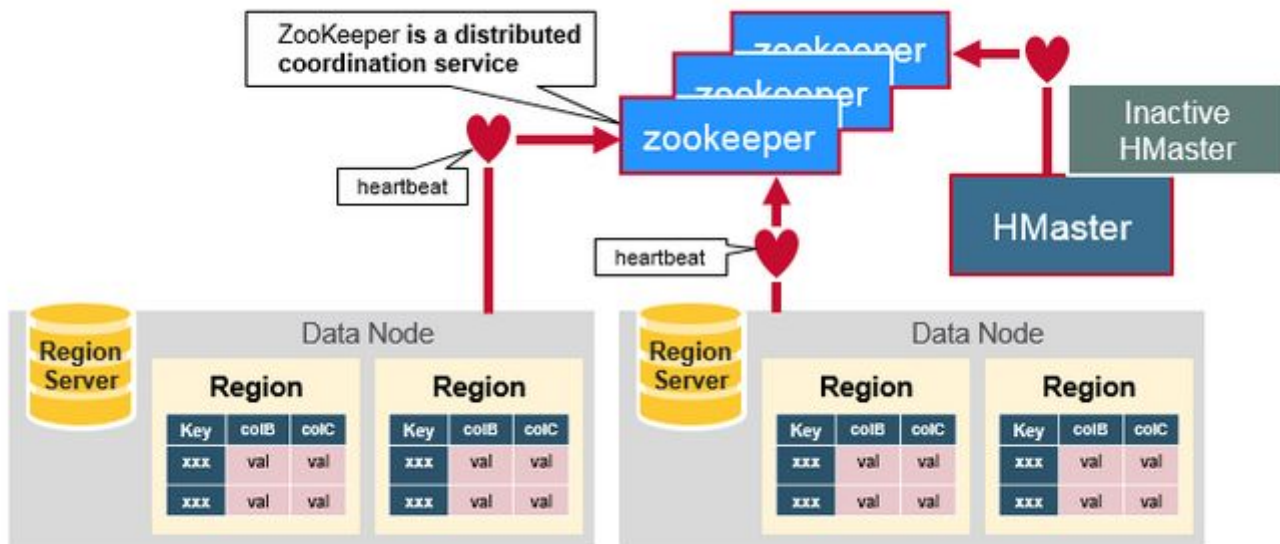 ZooKeeper is a distributed
coordination service
zookeeper
zookeeper
zookeeper
Inactive
HMaster
HMaster
heartbeat
heartbeat
Region
Server
Data Node
Region
Key colB colC
xxx val val
xxx val val
Region
Key colB colC
xxx val val
xxx val val
Region
Server
Data Node
Region
Key colB colC
xxx val val
xxx val val
Region
Key colB colC
xxx val val
xxx val val